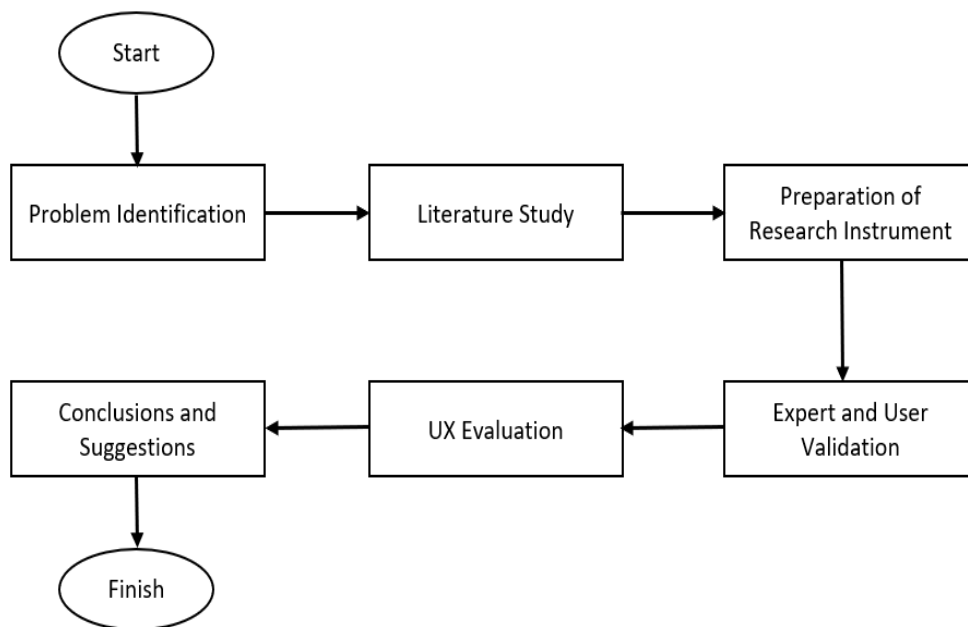 Start
Problem Identification
Literature Study
Preparation of
Research Instrument
Expert and User
Validation
UX Evaluation
Conclusions and
Suggestions
Finish